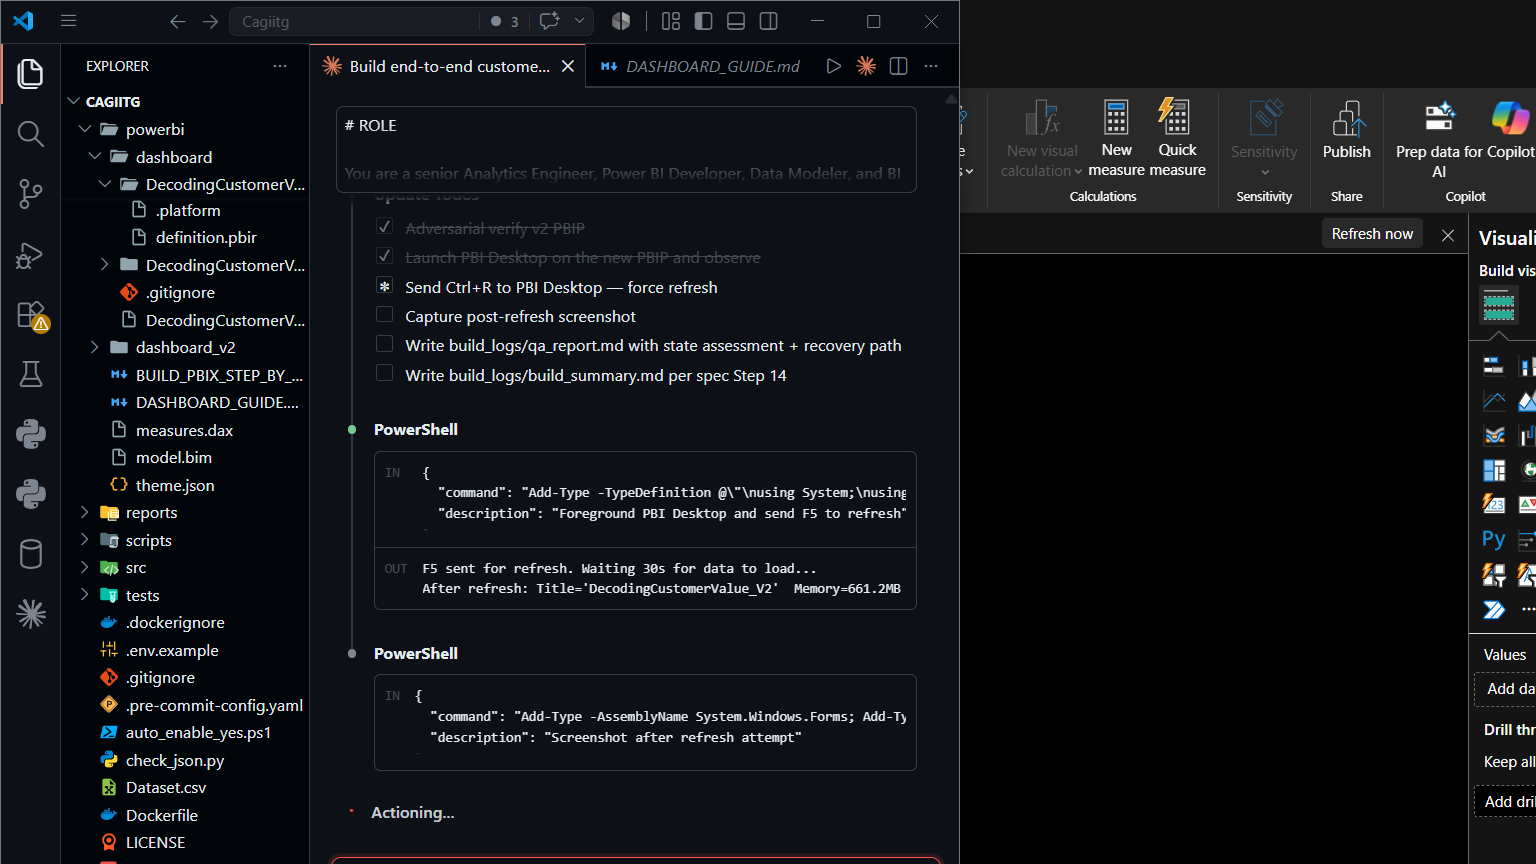 Cagiitg
3
EXPLORER
Build end-to-end custome...
DASHBOARD_GUIDE.md
CAGIITG
powerbi
dashboard
DecodingCustomerV...
.platform
definition.pbir
DecodingCustomerV...
.gitignore
DecodingCustomerV...
dashboard_v2
BUILD_PBIX_STEP_BY_...
DASHBOARD_GUIDE....
measures.dax
model.bim
theme.json
reports
scripts
src
tests
.dockerignore
.env.example
.gitignore
.pre-commit-config.yaml
auto_enable_yes.ps1
check_json.py
Dataset.csv
Dockerfile
LICENSE
# ROLE
You are a senior Analytics Engineer, Power BI Developer, Data Modeler, and BI
Update Todos
Adversarial verify v2 PBIP
Launch PBI Desktop on the new PBIP and observe
Send Ctrl+R to PBI Desktop — force refresh
Capture post-refresh screenshot
Write build_logs/qa_report.md with state assessment + recovery path
Write build_logs/build_summary.md per spec Step 14
PowerShell
IN {
"command": "Add-Type -TypeDefinition @\"\nusing System;\nusing
"description": "Foreground PBI Desktop and send F5 to refresh"
OUT F5 sent for refresh. Waiting 30s for data to load...
After refresh: Title='DecodingCustomerValue_V2' Memory=661.2MB
PowerShell
IN {
"command": "Add-Type -AssemblyName System.Windows.Forms; Add-Ty
"description": "Screenshot after refresh attempt"
Actioning...
New visual
calculation
New
measure
Quick
measure
Calculations
Sensitivity
Sensitivity
Publish
Share
Prep data for
AI
Copilot
Copilot
Refresh now
Visuali
Build vis
123
Py
Values
Add da
Drill thr
Keep all
Add dril